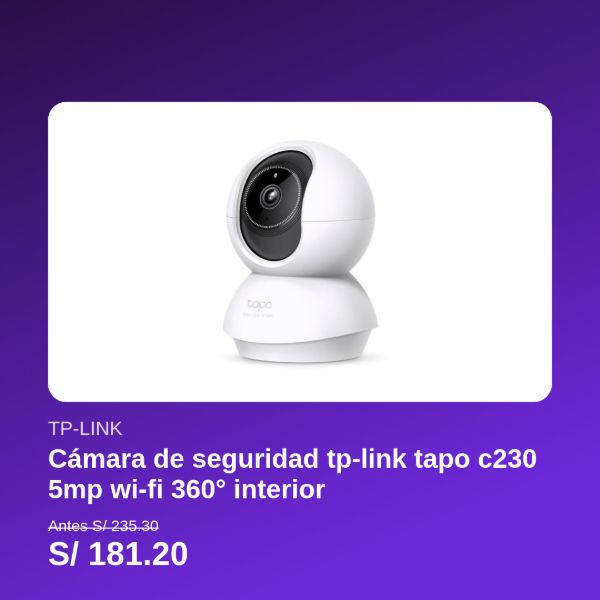 tapo
TP-LINK
Cámara de seguridad tp-link tapo c230
5mp wi-fi 360° interior
Antes S/ 235.30
S/ 181.20